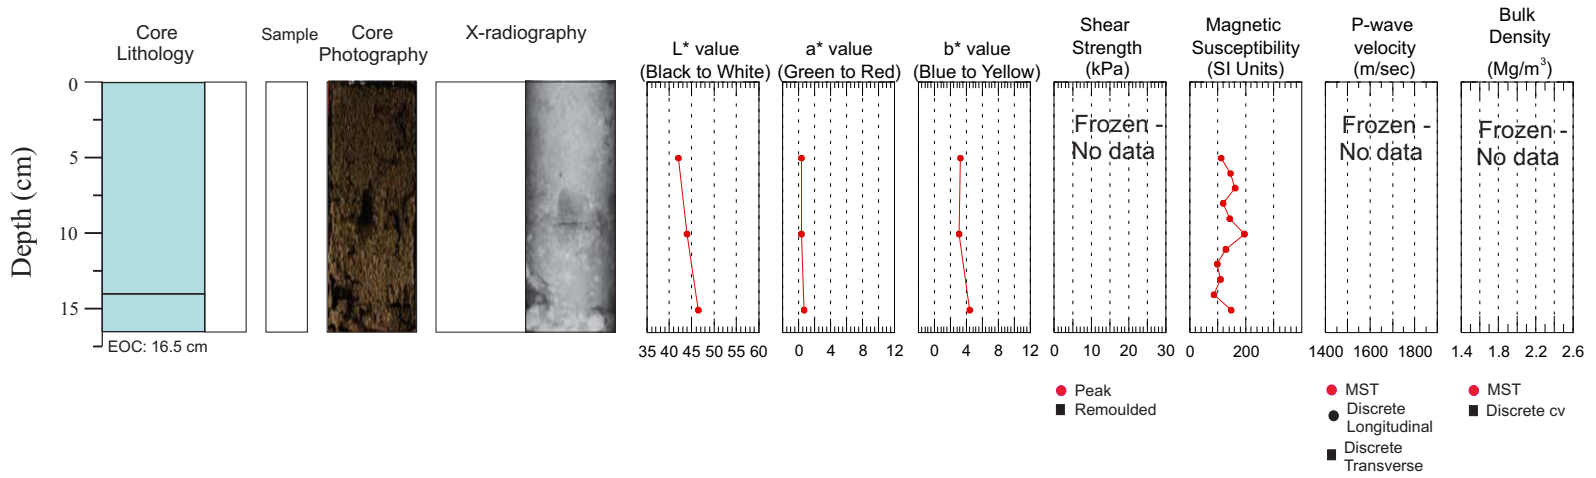 Core
Lithology
Sample
Core
Photography
X-radiography
L* value
(Black to White)
a* value
(Green to Red)
b* value
(Blue to Yellow)
Shear
Strength
(kPa)
Magnetic
Susceptibility
(SI Units)
P-wave
velocity
(m/sec)
Bulk
Density
(Mg/m³)
Depth (cm)
0
5
10
15
EOC: 16.5 cm
Frozen -
No data
Frozen -
No data
Frozen -
No data
35 40 45 50 55 60
0 4 8 12
0 4 8 12
0 10 20 30
0 200
1400 1600 1800
1.4 1.8 2.2 2.6
Peak
Remoulded
MST
Discrete
Longitudinal
Discrete
Transverse
MST
Discrete cv